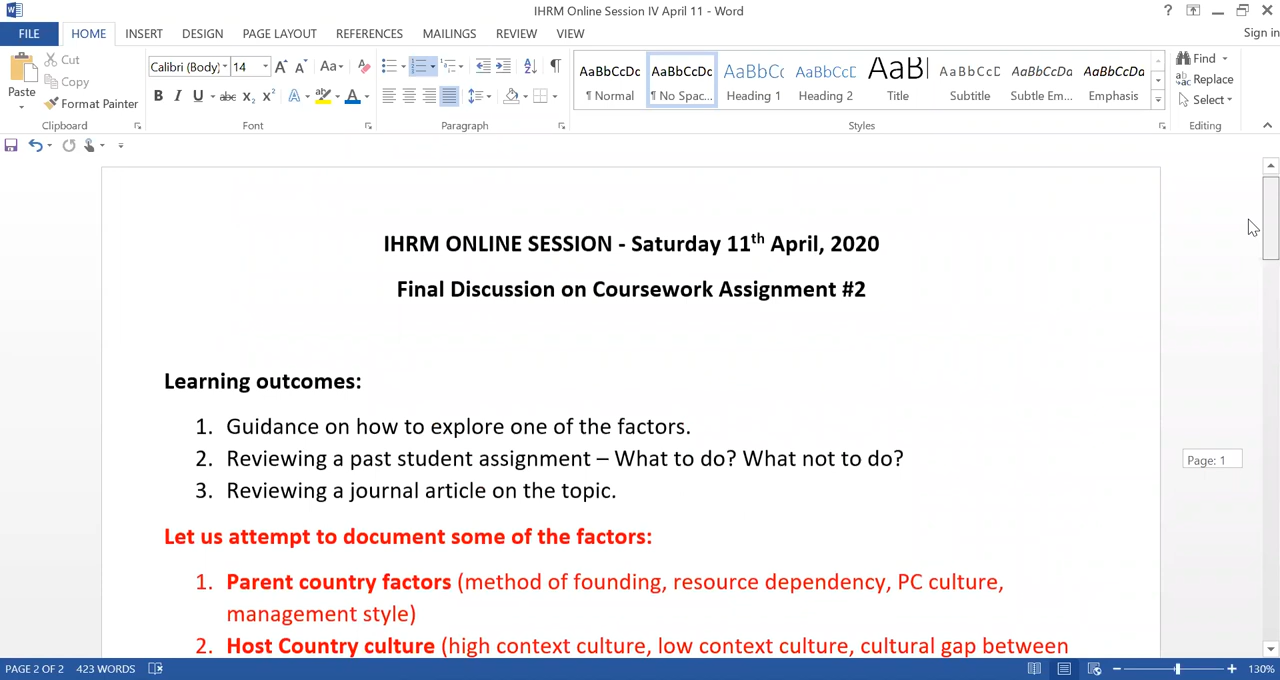 IHRM Online Session IV April 11 - Word
?
Sign in
FILE HOME INSERT DESIGN PAGE LAYOUT REFERENCES MAILINGS REVIEW VIEW
Paste
Cut
Copy
Format Painter
Clipboard
Calibri (Body) 14
Aa
B I U abc X₂ X² A A
Font
Paragraph
AaBbCcDc AaBbCcDc AaBbCc AaBbCcD AaBl AaBbCcD AaBbCcDa AaBbCcDa
¶ Normal ¶ No Spac... Heading 1 Heading 2 Title Subtitle Subtle Em... Emphasis
Styles
Find
Replace
Select
Editing
IHRM ONLINE SESSION - Saturday 11th April, 2020
Final Discussion on Coursework Assignment #2
Learning outcomes:
1. Guidance on how to explore one of the factors.
2. Reviewing a past student assignment – What to do? What not to do?
3. Reviewing a journal article on the topic.
Page: 1
Let us attempt to document some of the factors:
1. Parent country factors (method of founding, resource dependency, PC culture,
management style)
2. Host Country culture (high context culture, low context culture, cultural gap between
PAGE 2 OF 2 423 WORDS
130%